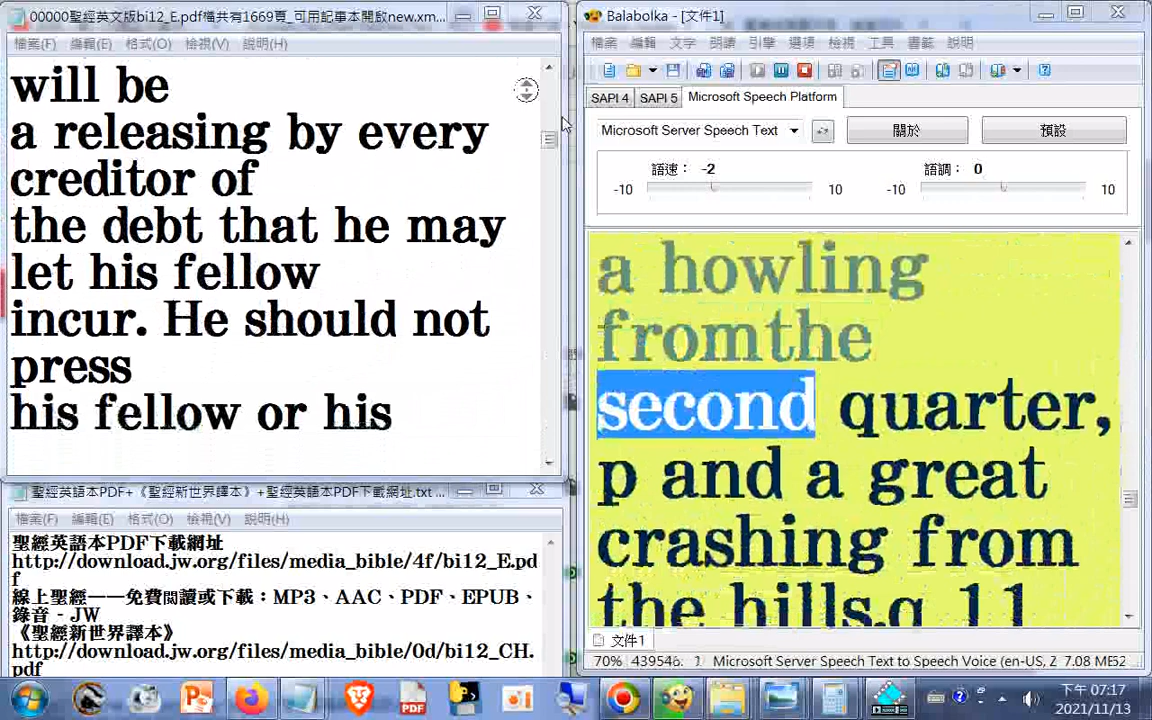 00000聖經英文版bi12_E.pdf檔共有1669頁_可用記事本開啟new.xm...
檔案(F) 編輯(E) 格式(O) 檢視(V) 說明(H)
will be
a releasing by every
creditor of
the debt that he may
let his fellow
incur. He should not
press
his fellow or his
聖經英語本PDF+《聖經新世界譯本》+聖經英語本PDF下載網址.txt ...
檔案(F) 編輯(E) 格式(O) 檢視(V) 說明(H)
聖經英語本PDF下載網址
http://download.jw.org/files/media_bible/4f/bi12_E.pd
f
線上聖經——免費閱讀或下載：MP3、AAC、PDF、EPUB、
錄音 - JW
《聖經新世界譯本》
http://download.jw.org/files/media_bible/0d/bi12_CH.
pdf
Balabolka - [文件1]
檔案 編輯 文字 朗讀 引擎 選項 檢視 工具 書籤 說明
SAPI 4 SAPI 5 Microsoft Speech Platform
Microsoft Server Speech Text 關於 預設
語速： -2 語調： 0
-10 10 -10 10
a howling
fromthe
second quarter,
p and a great
crashing from
the hills.q 11
文件1
70% 43954 Microsoft Server Speech Text to Speech Voice (en-US, Z 7.08 MB
下午 07:17
2021/11/13